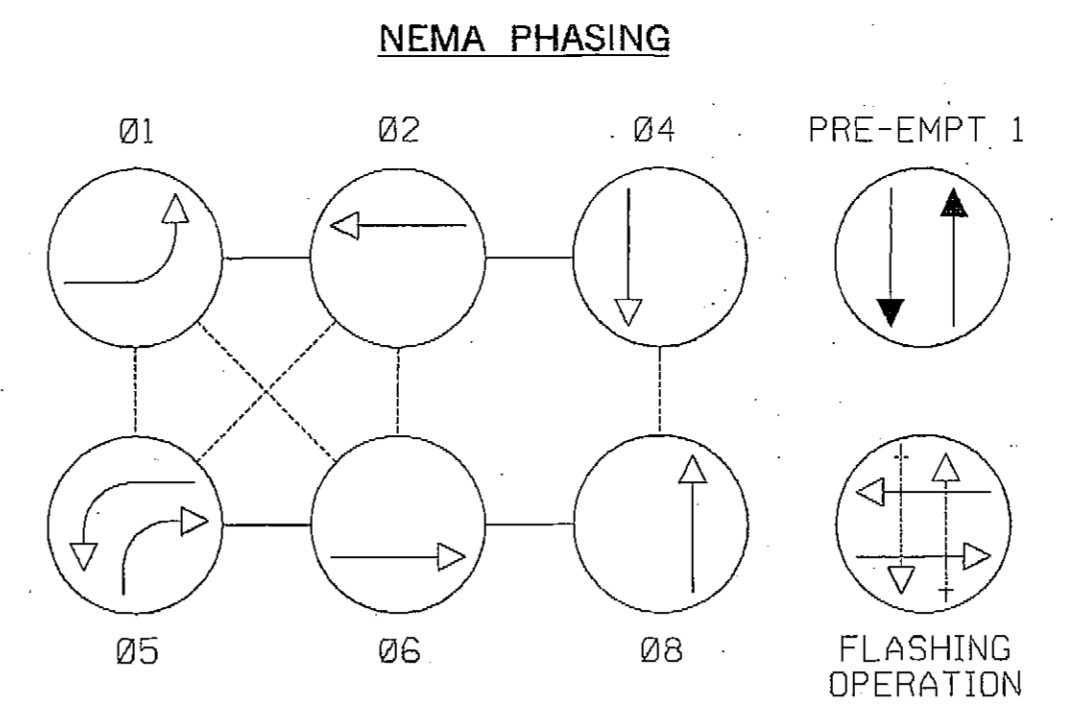 NEMA PHASING
Ø1 Ø2 Ø4 PRE-EMPT 1
Ø5 Ø6 Ø8 FLASHING
OPERATION